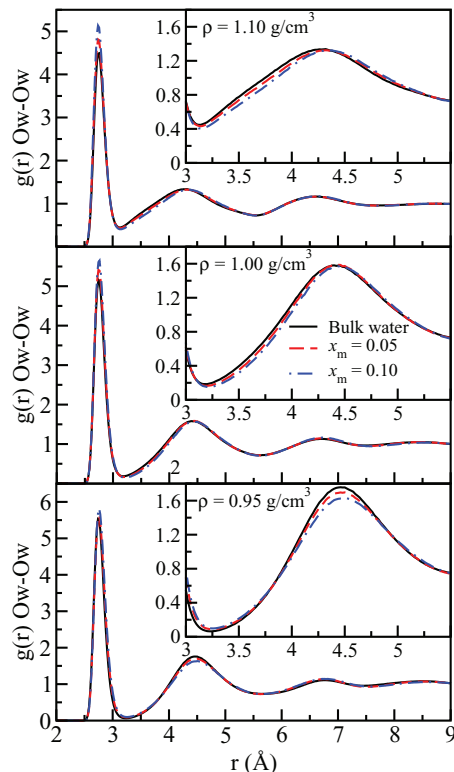 ρ = 1.10 g/cm³
1.6
1.2
0.8
0.4
0
3 3.5 4 4.5 5
5
4
3
2
1
g(r) Ow-Ow
ρ = 1.00 g/cm³
1.6
1.2
0.8
0.4
0
3 3.5 4 4.5 5
Bulk water
xm = 0.05
xm = 0.10
5
4
3
2
1
2
g(r) Ow-Ow
ρ = 0.95 g/cm³
1.6
1.2
0.8
0.4
0
3 3.5 4 4.5 5
6
5
4
3
2
1
0
g(r) Ow-Ow
2 3 4 5 6 7 8 9
r (Å)